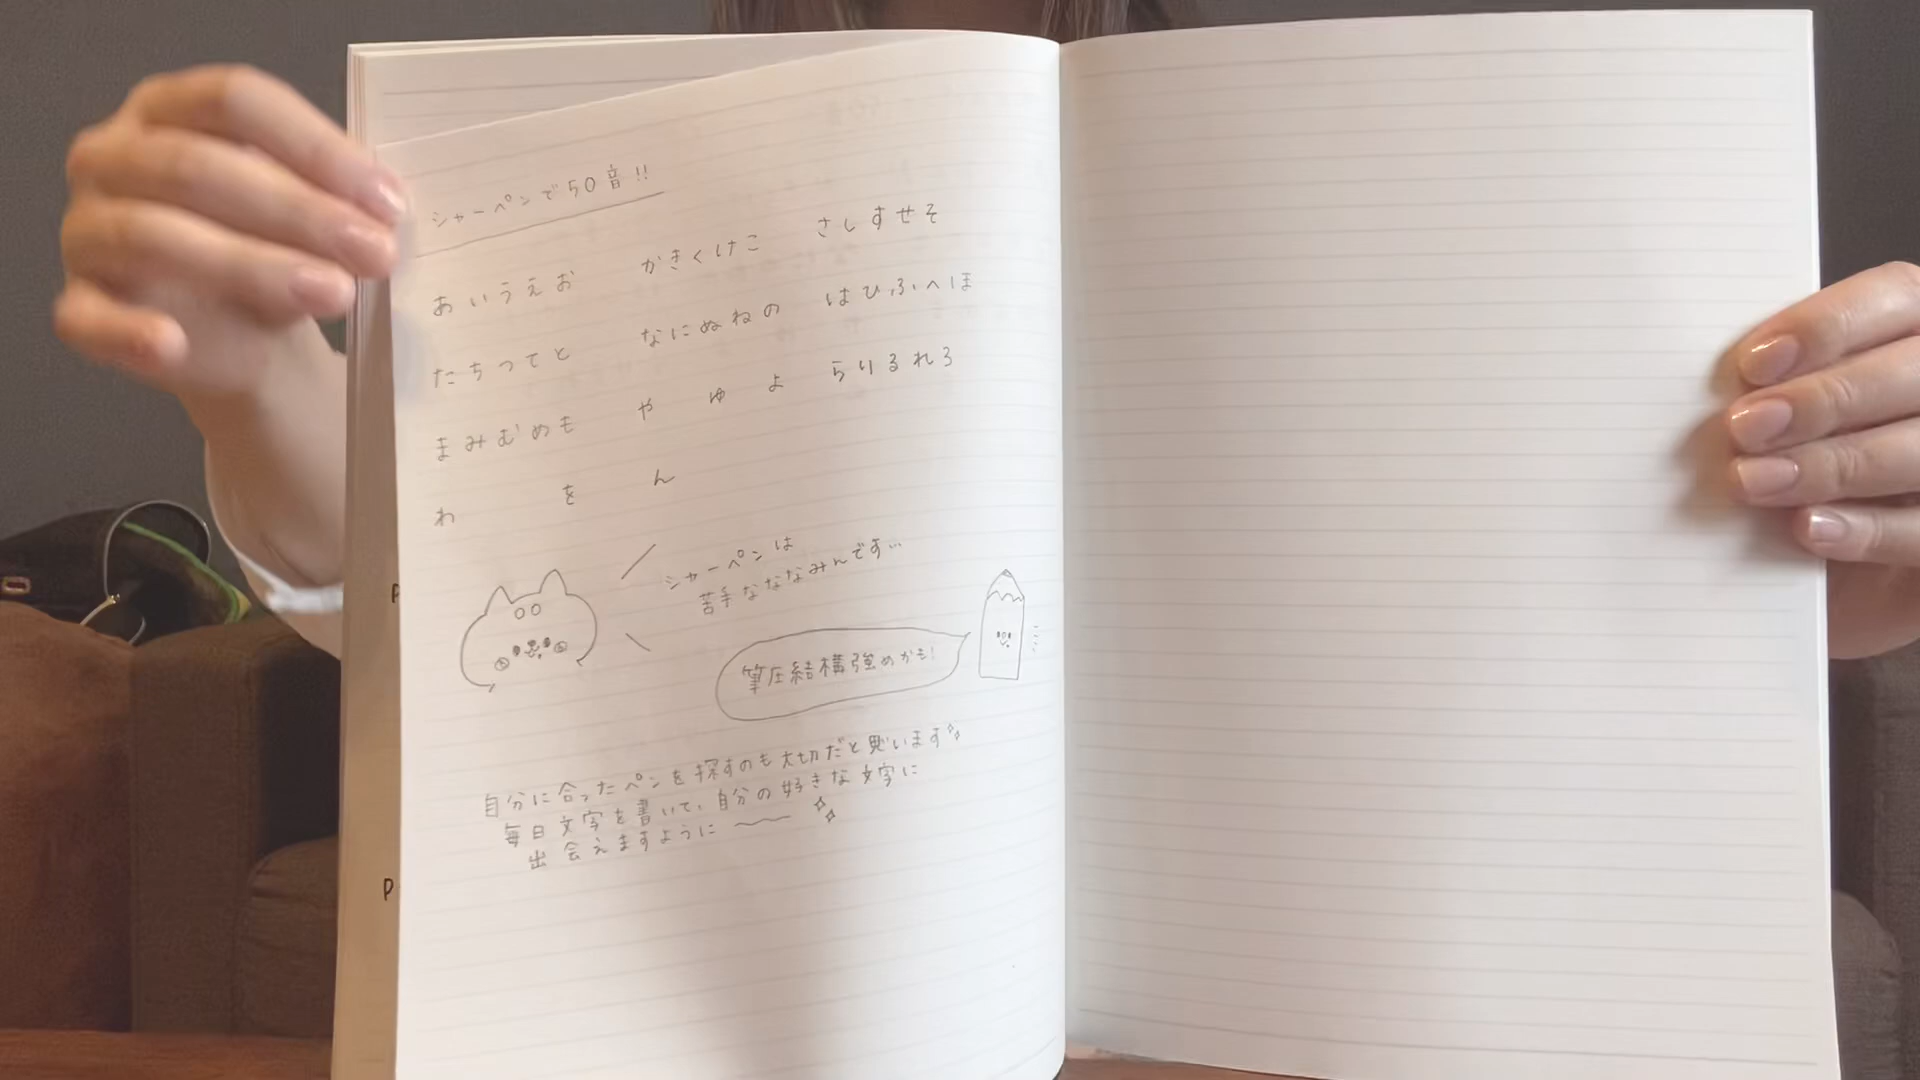 シャーペンで50音!!
あいうえお かきくけこ さしすせそ
たちつてと なにぬねの はひふへほ
まみむめも や ゆ よ らりるれろ
わ を ん
シャーペンは
苦手なななみんです…
筆圧結構強めかも!
自分に合ったペンを探すのも大切だと思います
毎日文字を書いて、自分の好きな文字に
出会えますように〜
P
P